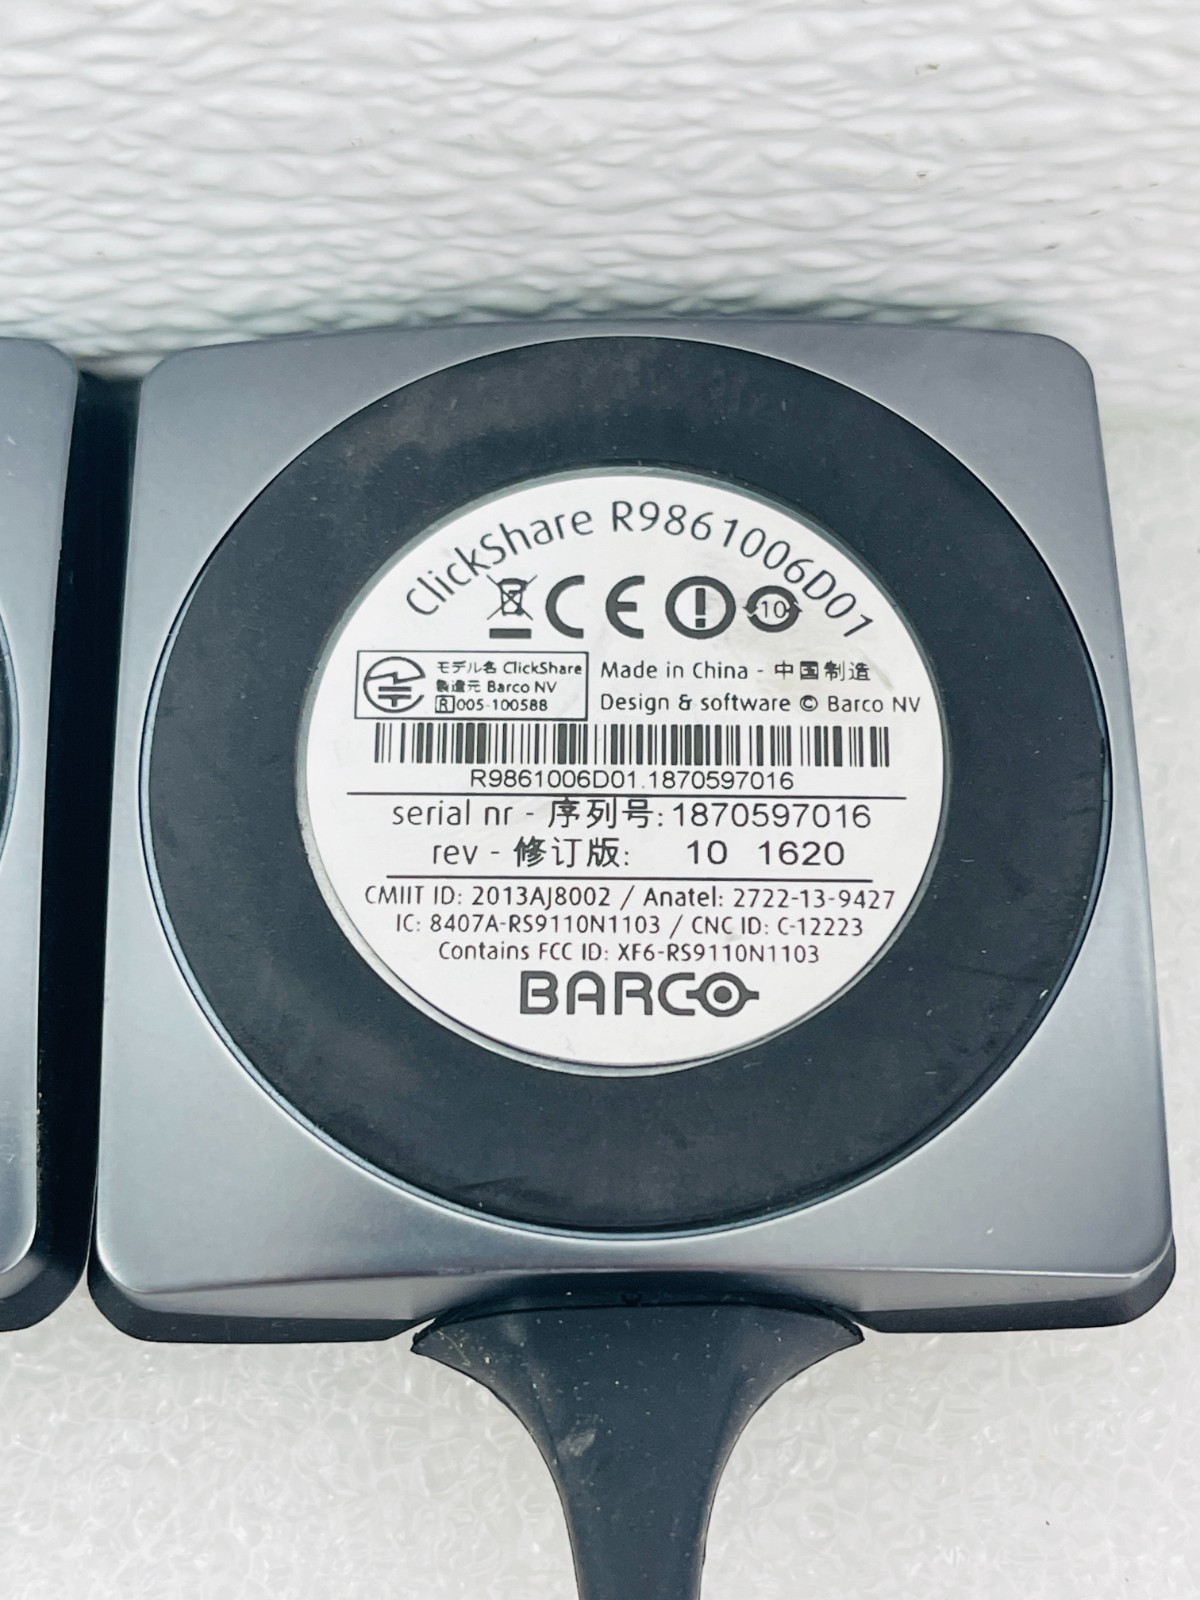 ClickShare R9861006D01
CE
10
モデル名 ClickShare
製造元 Barco NV
R 005-100588
Made in China - 中国制造
Design & software © Barco NV
R9861006D01.1870597016
serial nr - 序列号: 1870597016
rev - 修订版: 10 1620
CMIIT ID: 2013AJ8002 / Anatel: 2722-13-9427
IC: 8407A-RS9110N1103 / CNC ID: C-12223
Contains FCC ID: XF6-RS9110N1103
BARCO